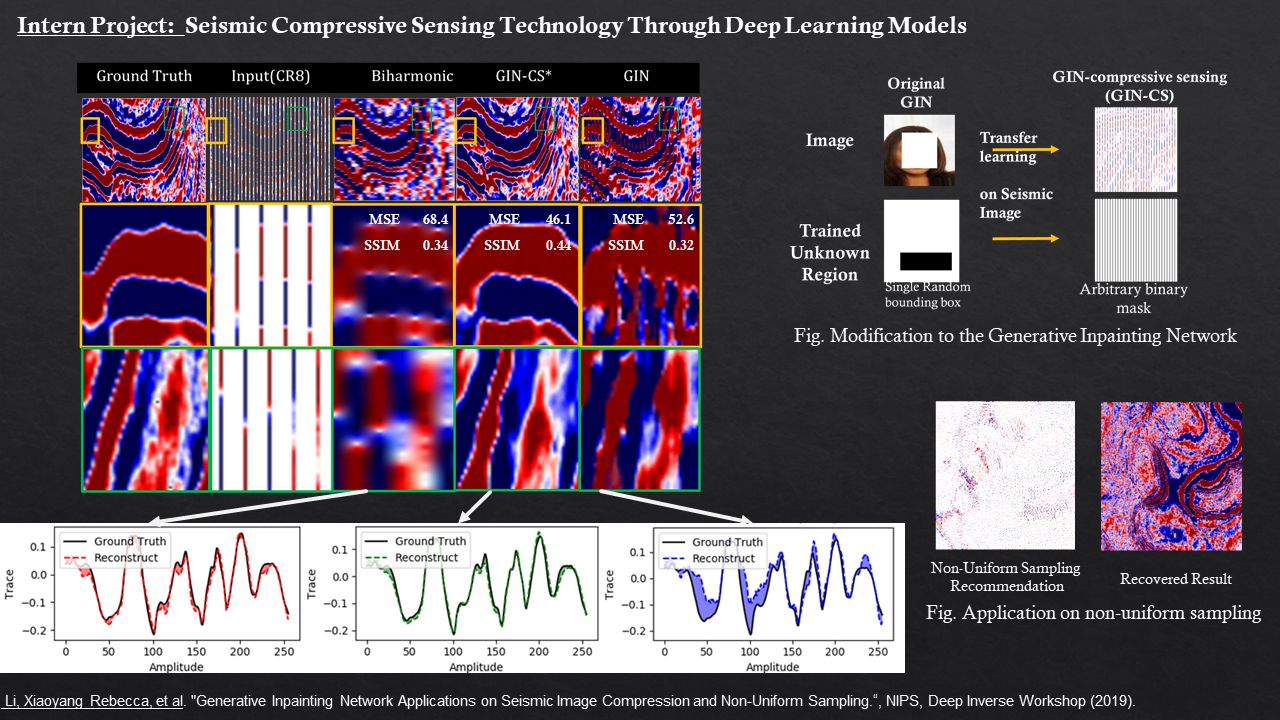 Intern Project: Seismic Compressive Sensing Technology Through Deep Learning Models
Ground Truth Input(CR8) Biharmonic GIN-CS* GIN
MSE 68.4 MSE 46.1 MSE 52.6
SSIM 0.34 SSIM 0.44 SSIM 0.32
Original
GIN
GIN-compressive sensing
(GIN-CS)
Image
Transfer
learning
on Seismic
Image
Trained
Unknown
Region
Single Random
bounding box
Arbitrary binary
mask
Fig. Modification to the Generative Inpainting Network
Non-Uniform Sampling
Recommendation
Recovered Result
Fig. Application on non-uniform sampling
Ground Truth
Reconstruct
Trace
0.1
0.0
−0.1
−0.2
0 50 100 150 200 250
Amplitude
Ground Truth
Reconstruct
Trace
0.1
0.0
−0.1
−0.2
0 50 100 150 200 250
Amplitude
Ground Truth
Reconstruct
Trace
0.1
0.0
−0.1
−0.2
0 50 100 150 200 250
Amplitude
Li, Xiaoyang Rebecca, et al. "Generative Inpainting Network Applications on Seismic Image Compression and Non-Uniform Sampling.“, NIPS, Deep Inverse Workshop (2019).